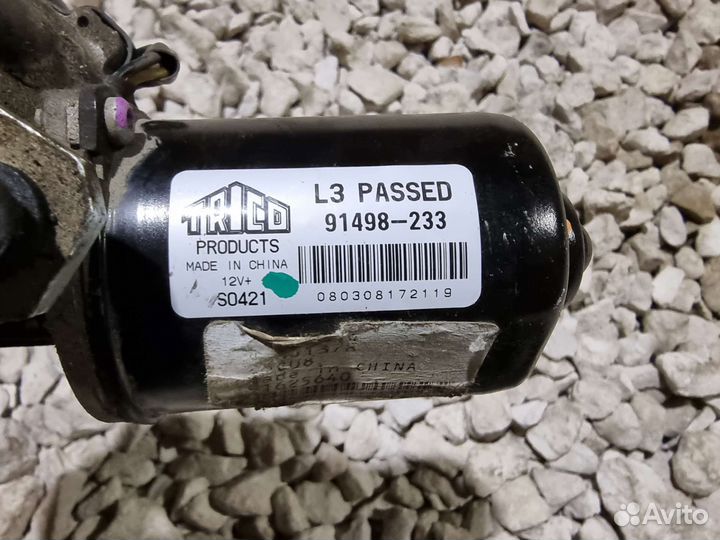 TRICO
PRODUCTS
MADE IN CHINA
12V+
S0421
L3 PASSED
91498-233
080308172119
CHINA
Avito